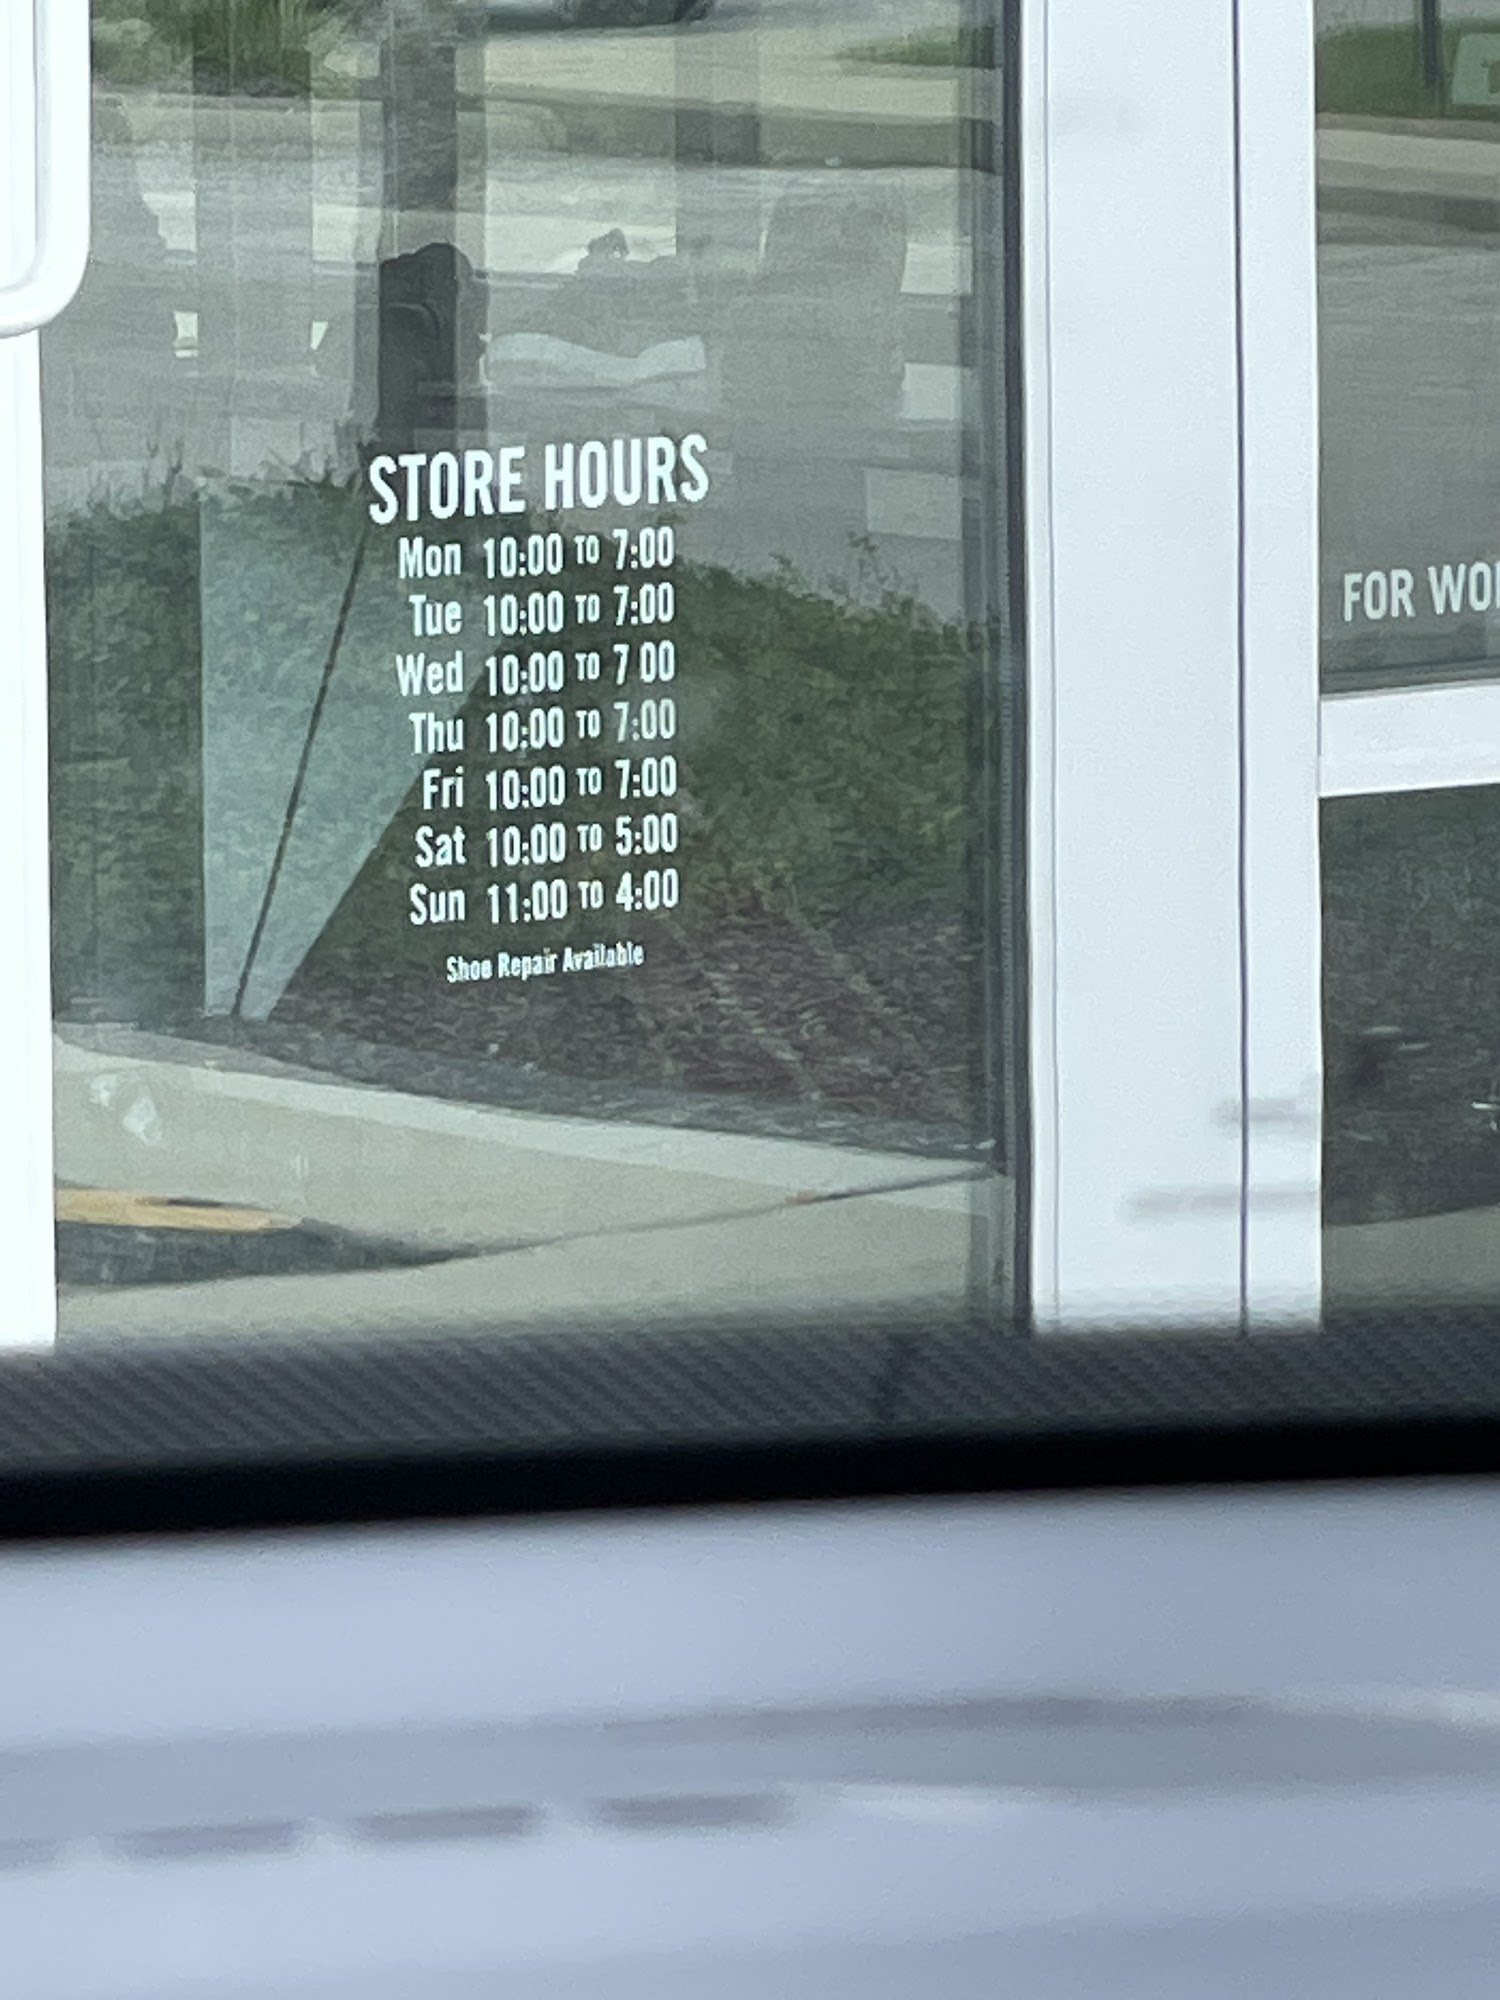 STORE HOURS
Mon 10:00 TO 7:00
Tue 10:00 TO 7:00
Wed 10:00 TO 7 00
Thu 10:00 TO 7:00
Fri 10:00 TO 7:00
Sat 10:00 TO 5:00
Sun 11:00 TO 4:00
Shoe Repair Available
FOR